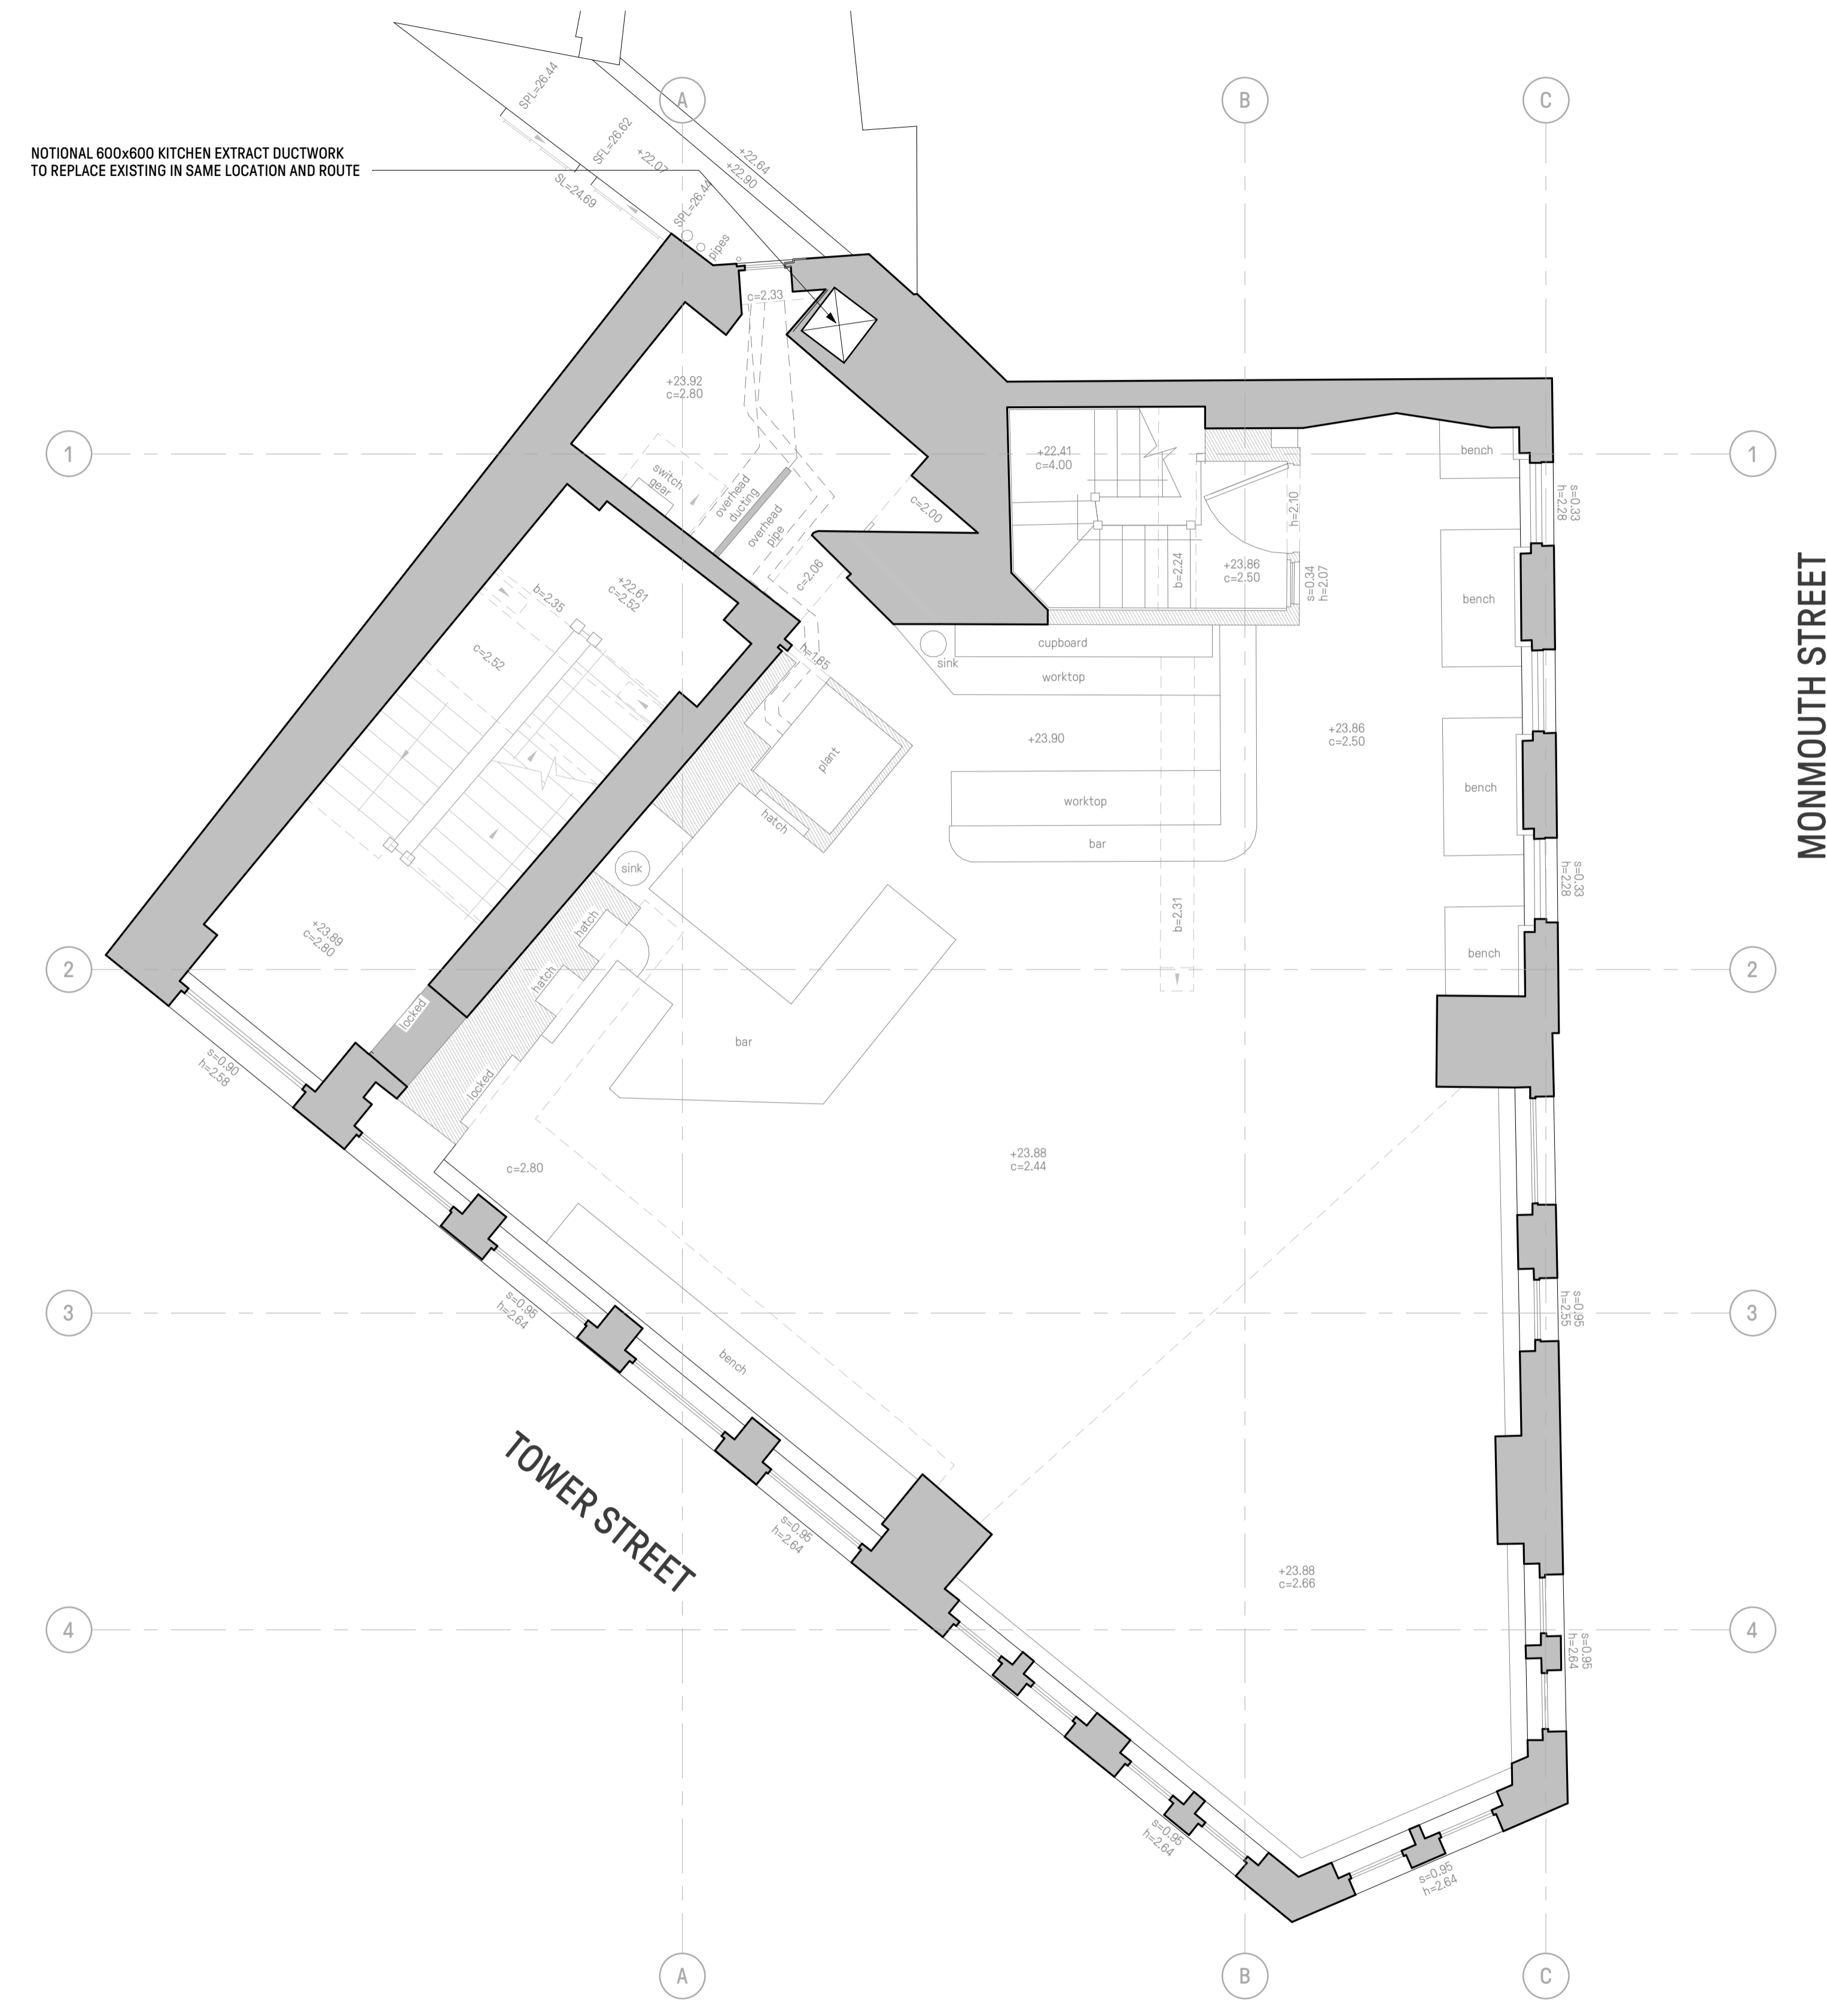 SPL=26.44
A
B
C
NOTIONAL 600x600 KITCHEN EXTRACT DUCTWORK
TO REPLACE EXISTING IN SAME LOCATION AND ROUTE
SFL=26.62
+22.07
+22.64
+22.90
SL=24.69
SPL=26.44
pipes
c=2.33
+23.92
c=2.80
1
1
+22.41
c=4.00
bench
switch
gear
overhead
ducting
overhead
pipe
c=2.00
h=2.10
s=0.33
h=2.28
c=2.06
b=2.24
+23.86
c=2.50
s=0.34
h=2.07
bench
MONMOUTH STREET
+22.61
c=2.52
b=2.35
c=2.52
h=1.85
sink
cupboard
worktop
+23.90
+23.86
c=2.50
plant
hatch
worktop
bar
bench
s=0.33
h=2.28
sink
hatch
hatch
b=2.31
+23.89
c=2.80
bench
2
2
locked
locked
s=0.90
h=2.58
bar
c=2.80
+23.88
c=2.44
3
3
s=0.95
h=2.64
s=0.95
h=2.55
bench
TOWER STREET
s=0.95
h=2.64
+23.88
c=2.66
4
4
s=0.95
h=2.64
s=0.95
h=2.64
s=0.95
h=2.64
A
B
C